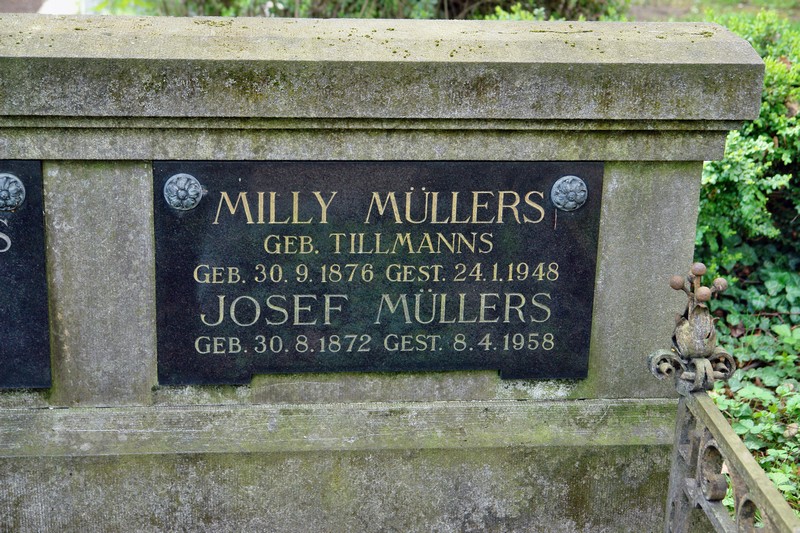 MILLY MÜLLERS
GEB. TILLMANNS
GEB. 30. 9. 1876 GEST. 24. 1. 1948
JOSEF MÜLLERS
GEB. 30. 8. 1872 GEST. 8. 4. 1958
S